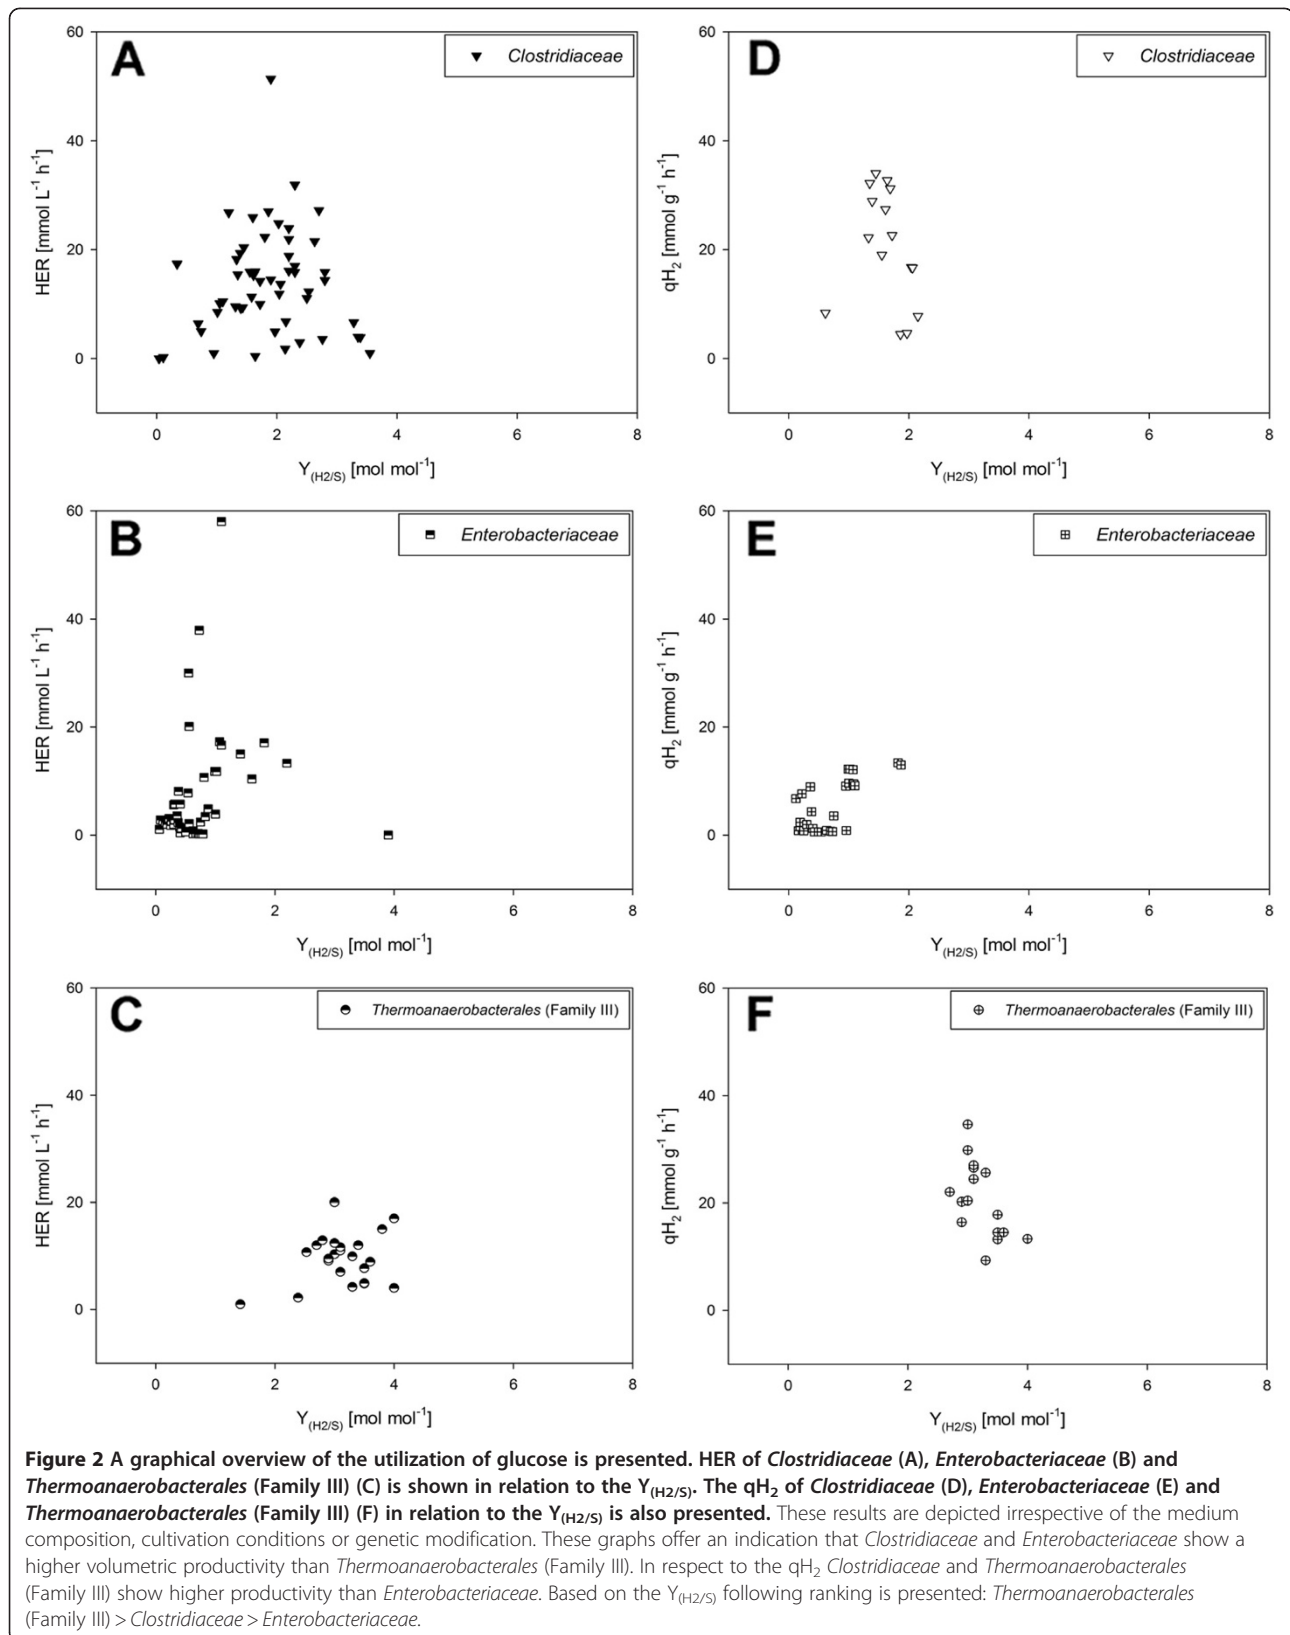 A
Clostridiaceae
60
40
20
0
HER [mmol L⁻¹ h⁻¹]
0 2 4 6 8
Y(H2/S) [mol mol⁻¹]
D
Clostridiaceae
60
40
20
0
qH₂ [mmol g⁻¹ h⁻¹]
0 2 4 6 8
Y(H2/S) [mol mol⁻¹]
B
Enterobacteriaceae
60
40
20
0
HER [mmol L⁻¹ h⁻¹]
0 2 4 6 8
Y(H2/S) [mol mol⁻¹]
E
Enterobacteriaceae
60
40
20
0
qH₂ [mmol g⁻¹ h⁻¹]
0 2 4 6 8
Y(H2/S) [mol mol⁻¹]
C
Thermoanaerobacterales (Family III)
60
40
20
0
HER [mmol L⁻¹ h⁻¹]
0 2 4 6 8
Y(H2/S) [mol mol⁻¹]
F
Thermoanaerobacterales (Family III)
60
40
20
0
qH₂ [mmol g⁻¹ h⁻¹]
0 2 4 6 8
Y(H2/S) [mol mol⁻¹]
Figure 2 A graphical overview of the utilization of glucose is presented. HER of Clostridiaceae (A), Enterobacteriaceae (B) and
Thermoanaerobacterales (Family III) (C) is shown in relation to the Y(H2/S). The qH₂ of Clostridiaceae (D), Enterobacteriaceae (E) and
Thermoanaerobacterales (Family III) (F) in relation to the Y(H2/S) is also presented. These results are depicted irrespective of the medium
composition, cultivation conditions or genetic modification. These graphs offer an indication that Clostridiaceae and Enterobacteriaceae show a
higher volumetric productivity than Thermoanaerobacterales (Family III). In respect to the qH₂ Clostridiaceae and Thermoanaerobacterales
(Family III) show higher productivity than Enterobacteriaceae. Based on the Y(H2/S) following ranking is presented: Thermoanaerobacterales
(Family III) > Clostridiaceae > Enterobacteriaceae.